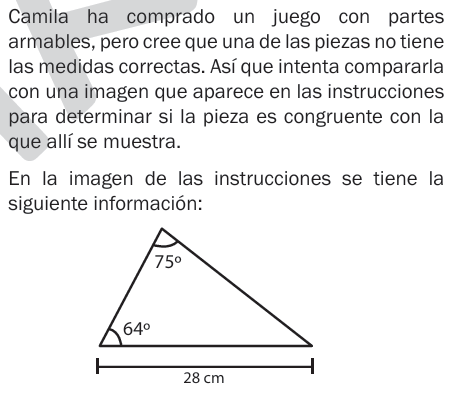 Camila ha comprado un juego con partes
armables, pero cree que una de las piezas no tiene
las medidas correctas. Así que intenta compararla
con una imagen que aparece en las instrucciones
para determinar si la pieza es congruente con la
que allí se muestra.
En la imagen de las instrucciones se tiene la
siguiente información:
75º
64º
28 cm